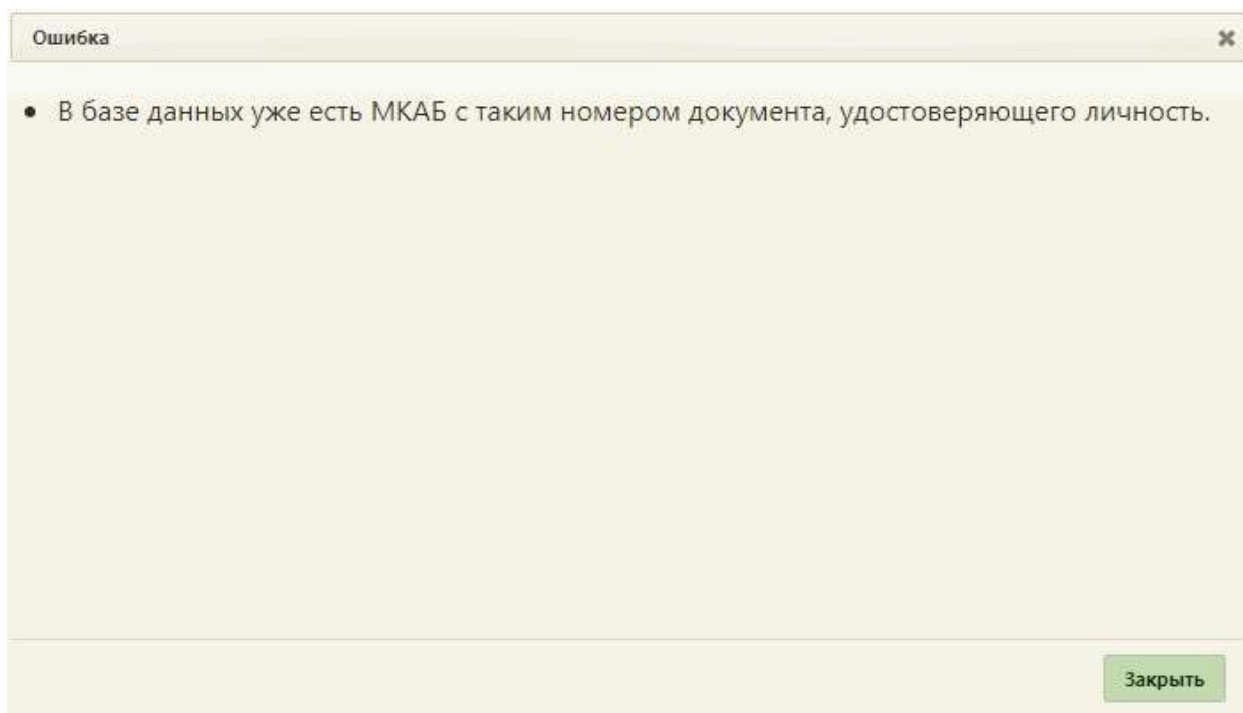 Ошибка
В базе данных уже есть МКАБ с таким номером документа, удостоверяющего личность.
Закрыть